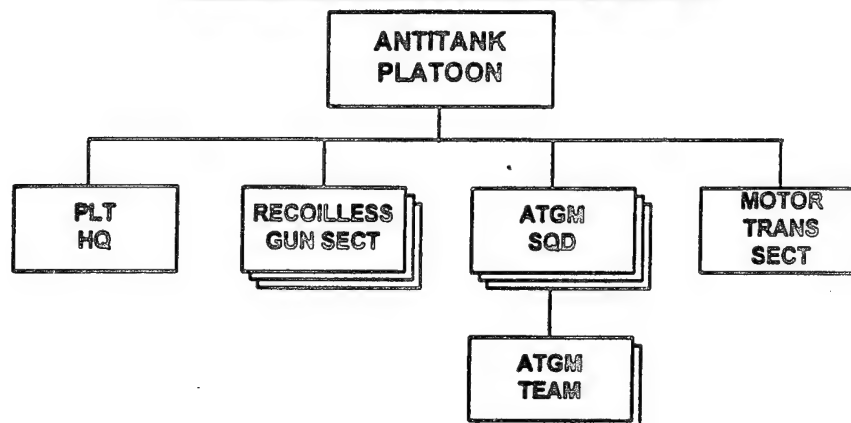 ANTITANK
PLATOON
PLT
HQ
RECOILLESS
GUN SECT
ATGM
SQD
MOTOR
TRANS
SECT
ATGM
TEAM